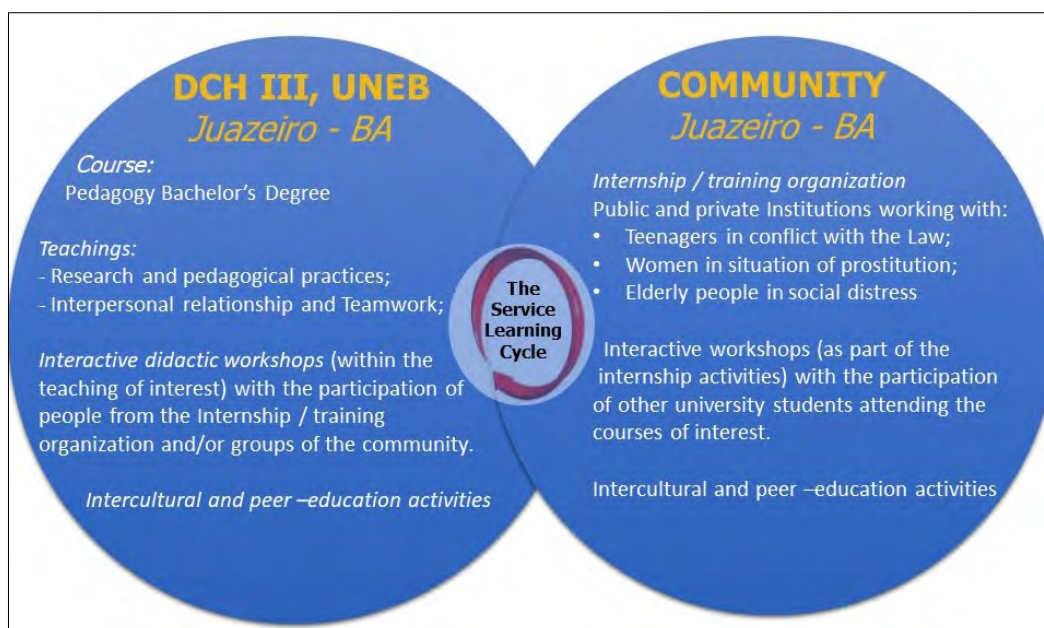 DCH III, UNEB
Juazeiro - BA
Course:
Pedagogy Bachelor's Degree
Teachings:
- Research and pedagogical practices;
- Interpersonal relationship and Teamwork;
Interactive didactic workshops (within the
teaching of interest) with the participation of
people from the Internship / training
organization and/or groups of the community.
Intercultural and peer –education activities
The
Service
Learning
Cycle
COMMUNITY
Juazeiro - BA
Internship / training organization
Public and private Institutions working with:
• Teenagers in conflict with the Law;
• Women in situation of prostitution;
• Elderly people in social distress
Interactive workshops (as part of the
internship activities) with the participation
of other university students attending the
courses of interest.
Intercultural and peer –education activities